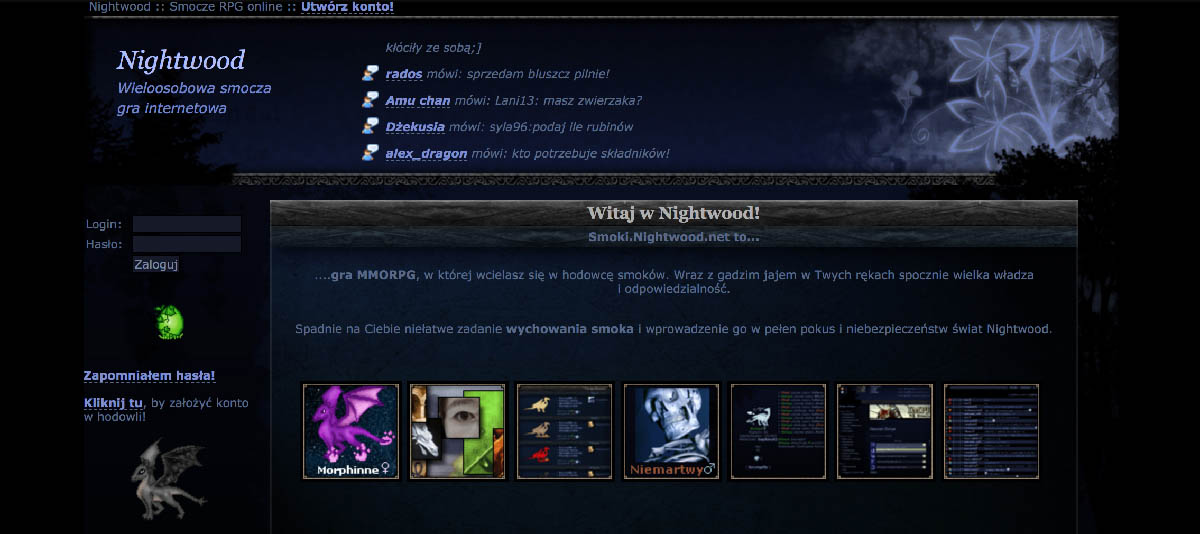 Nightwood :: Smocze RPG online :: Utwórz konto!
Nightwood
Wieloosobowa smocza
gra internetowa
kłóciły ze sobą;]
rados mówi: sprzedam bluszcz pilnie!
Amu chan mówi: Lani13: masz zwierzaka?
Dżekusia mówi: syla96:podaj ile rubinów
alex_dragon mówi: kto potrzebuje składników!
Login:
Hasło:
Zaloguj
Zapomniałem hasła!
Kliknij tu, by założyć konto
w hodowli!
Witaj w Nightwood!
Smoki.Nightwood.net to...
....gra MMORPG, w której wcielasz się w hodowcę smoków. Wraz z gadzim jajem w Twych rękach spocznie wielka władza
i odpowiedzialność.
Spadnie na Ciebie niełatwe zadanie wychowania smoka i wprowadzenie go w pełen pokus i niebezpieczeństw świat Nightwood.
Morphinne♀
Niemartwy♂